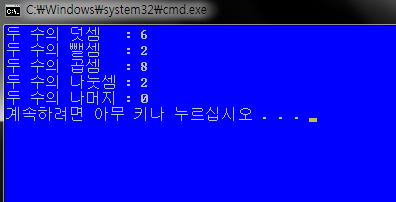 C:\Windows\system32\cmd.exe
두 수의 덧셈 : 6
두 수의 뺄셈 : 2
두 수의 곱셈 : 8
두 수의 나눗셈 : 2
두 수의 나머지 : 0
계속하려면 아무 키나 누르십시오 . . .